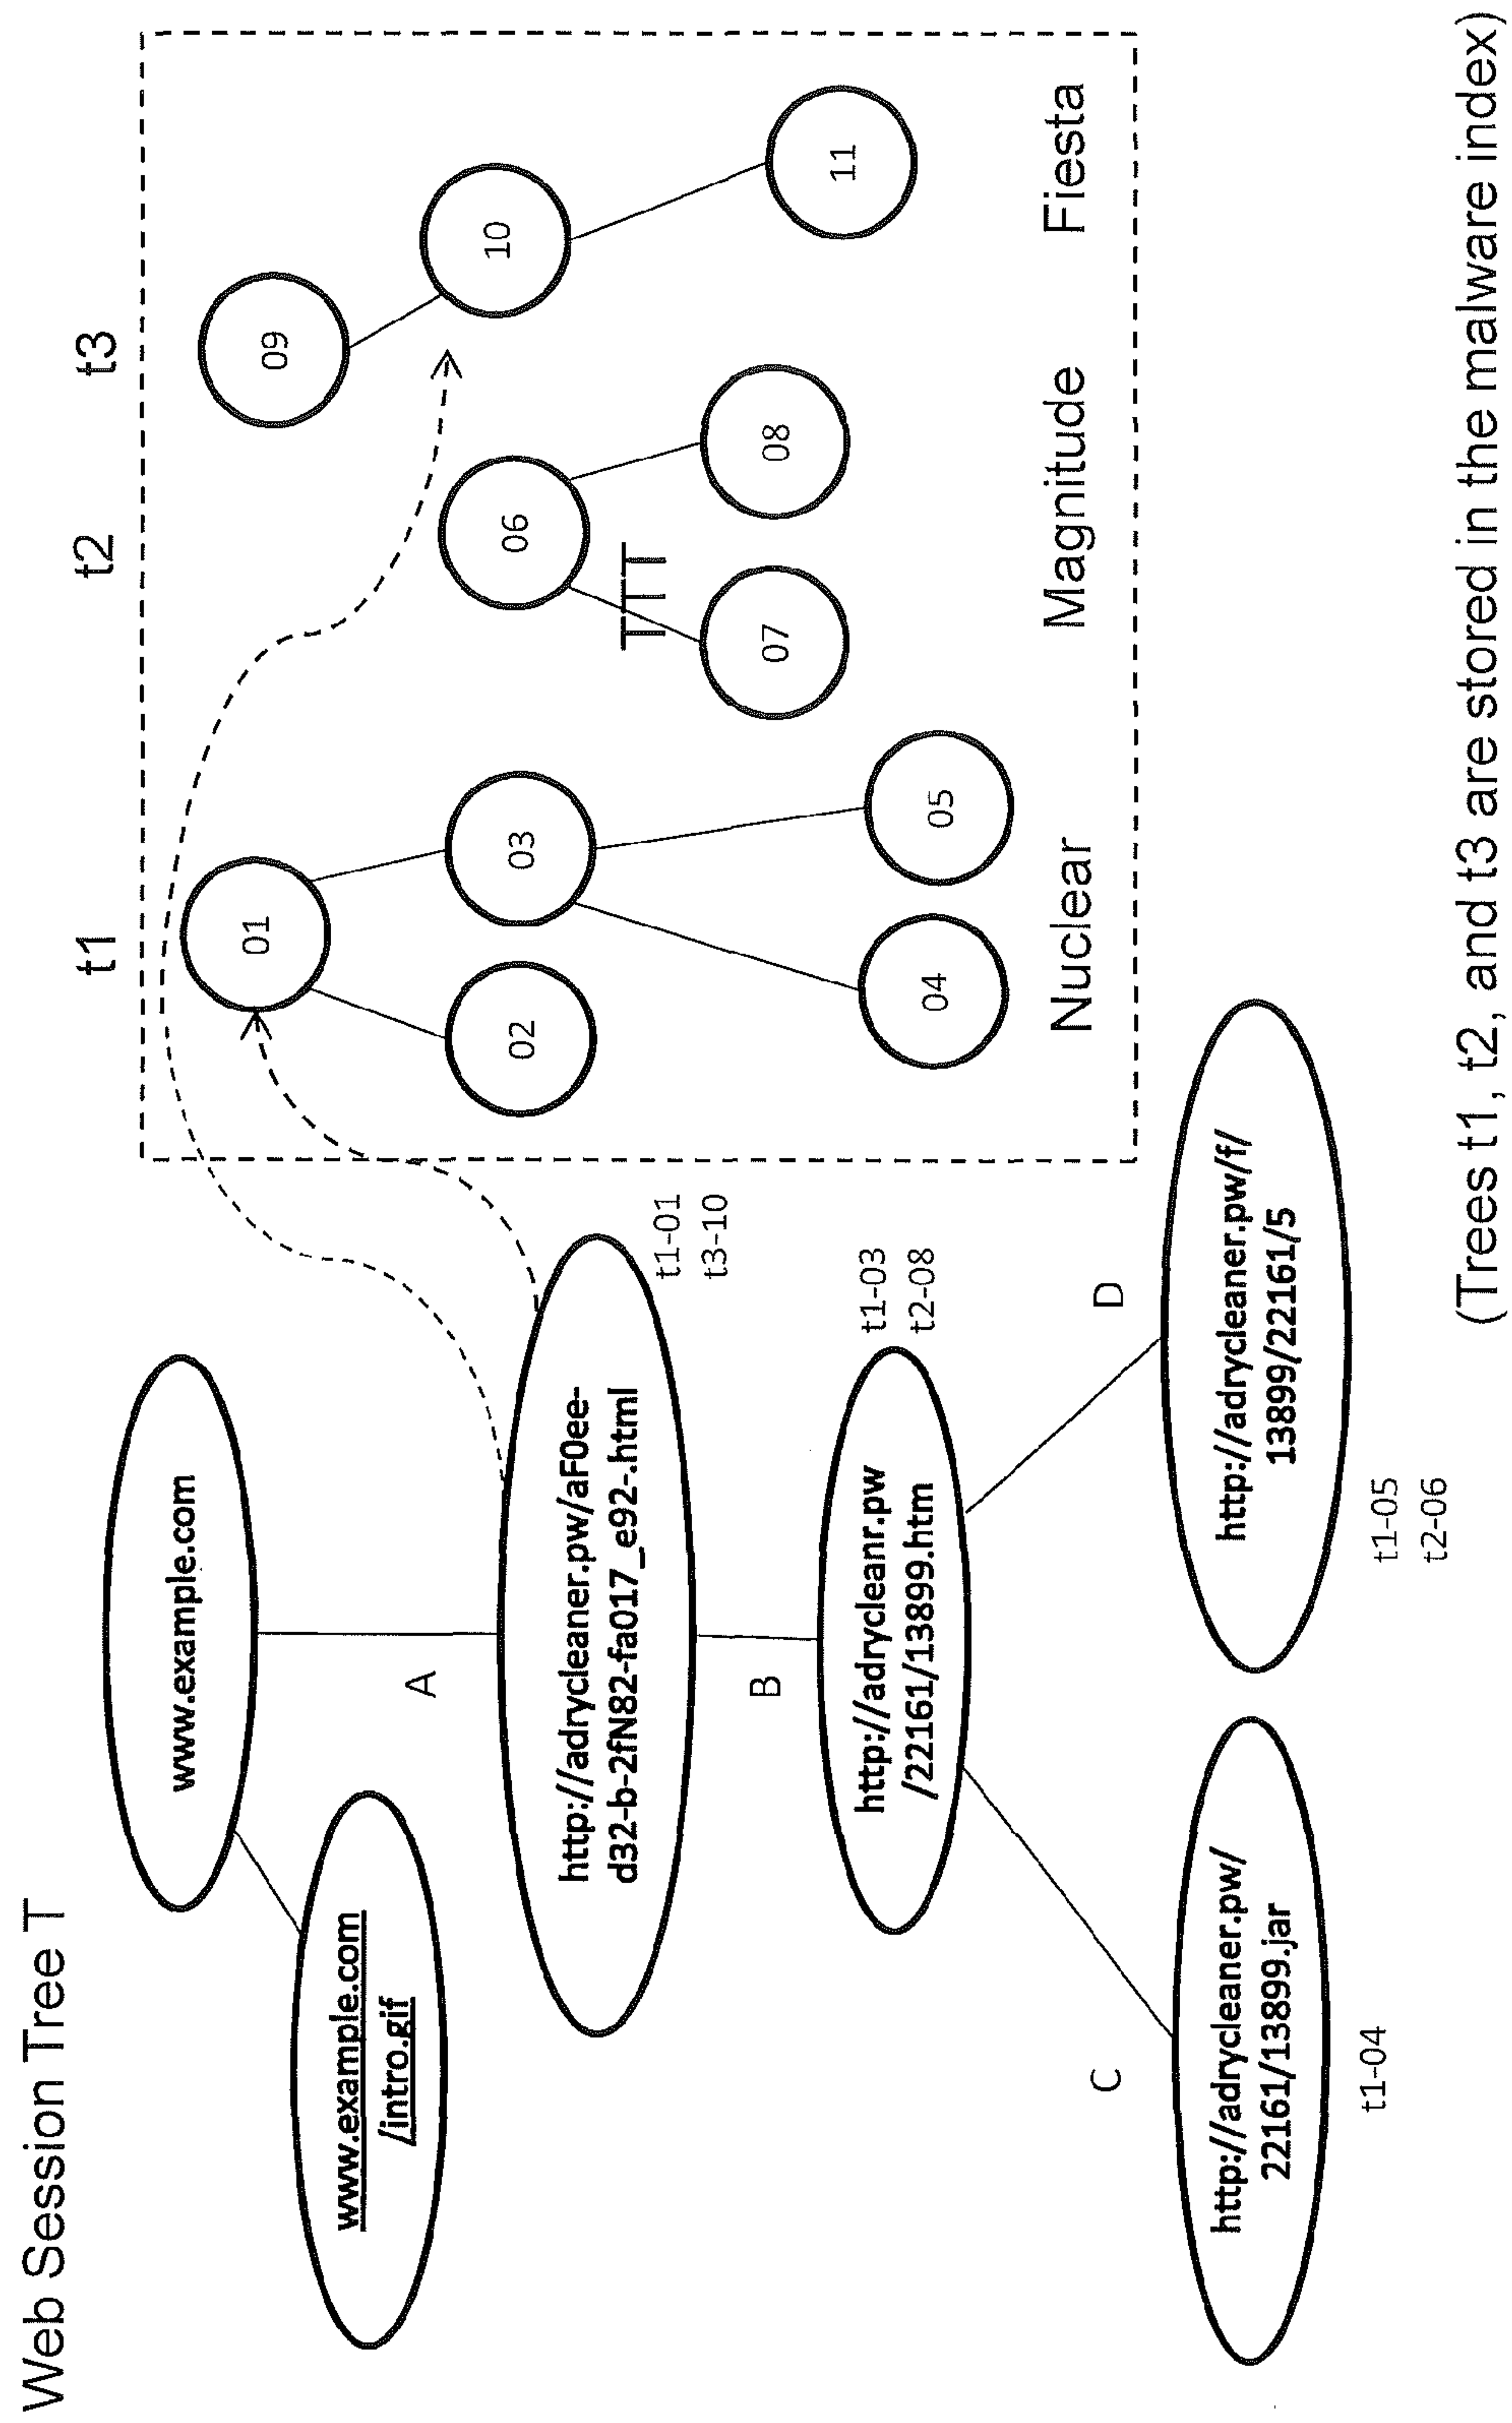 Web Session Tree T
www.example.com
www.example.com
/intro.gif
A
http://adrycleaner.pw/aF0ee-
d32-b-2fN82-fa017_e92-.html
t1-01
t3-10
B
http://adrycleanr.pw
/22161/13899.htm
t1-03
t2-08
C
D
http://adrycleaner.pw/
22161/13899.jar
t1-04
http://adrycleaner.pw/f/
13899/22161/5
t1-05
t2-06
t1
t2
t3
01
02
03
04
05
Nuclear
06
TTT
07
08
Magnitude
09
10
11
Fiesta
(Trees t1, t2, and t3 are stored in the malware index)